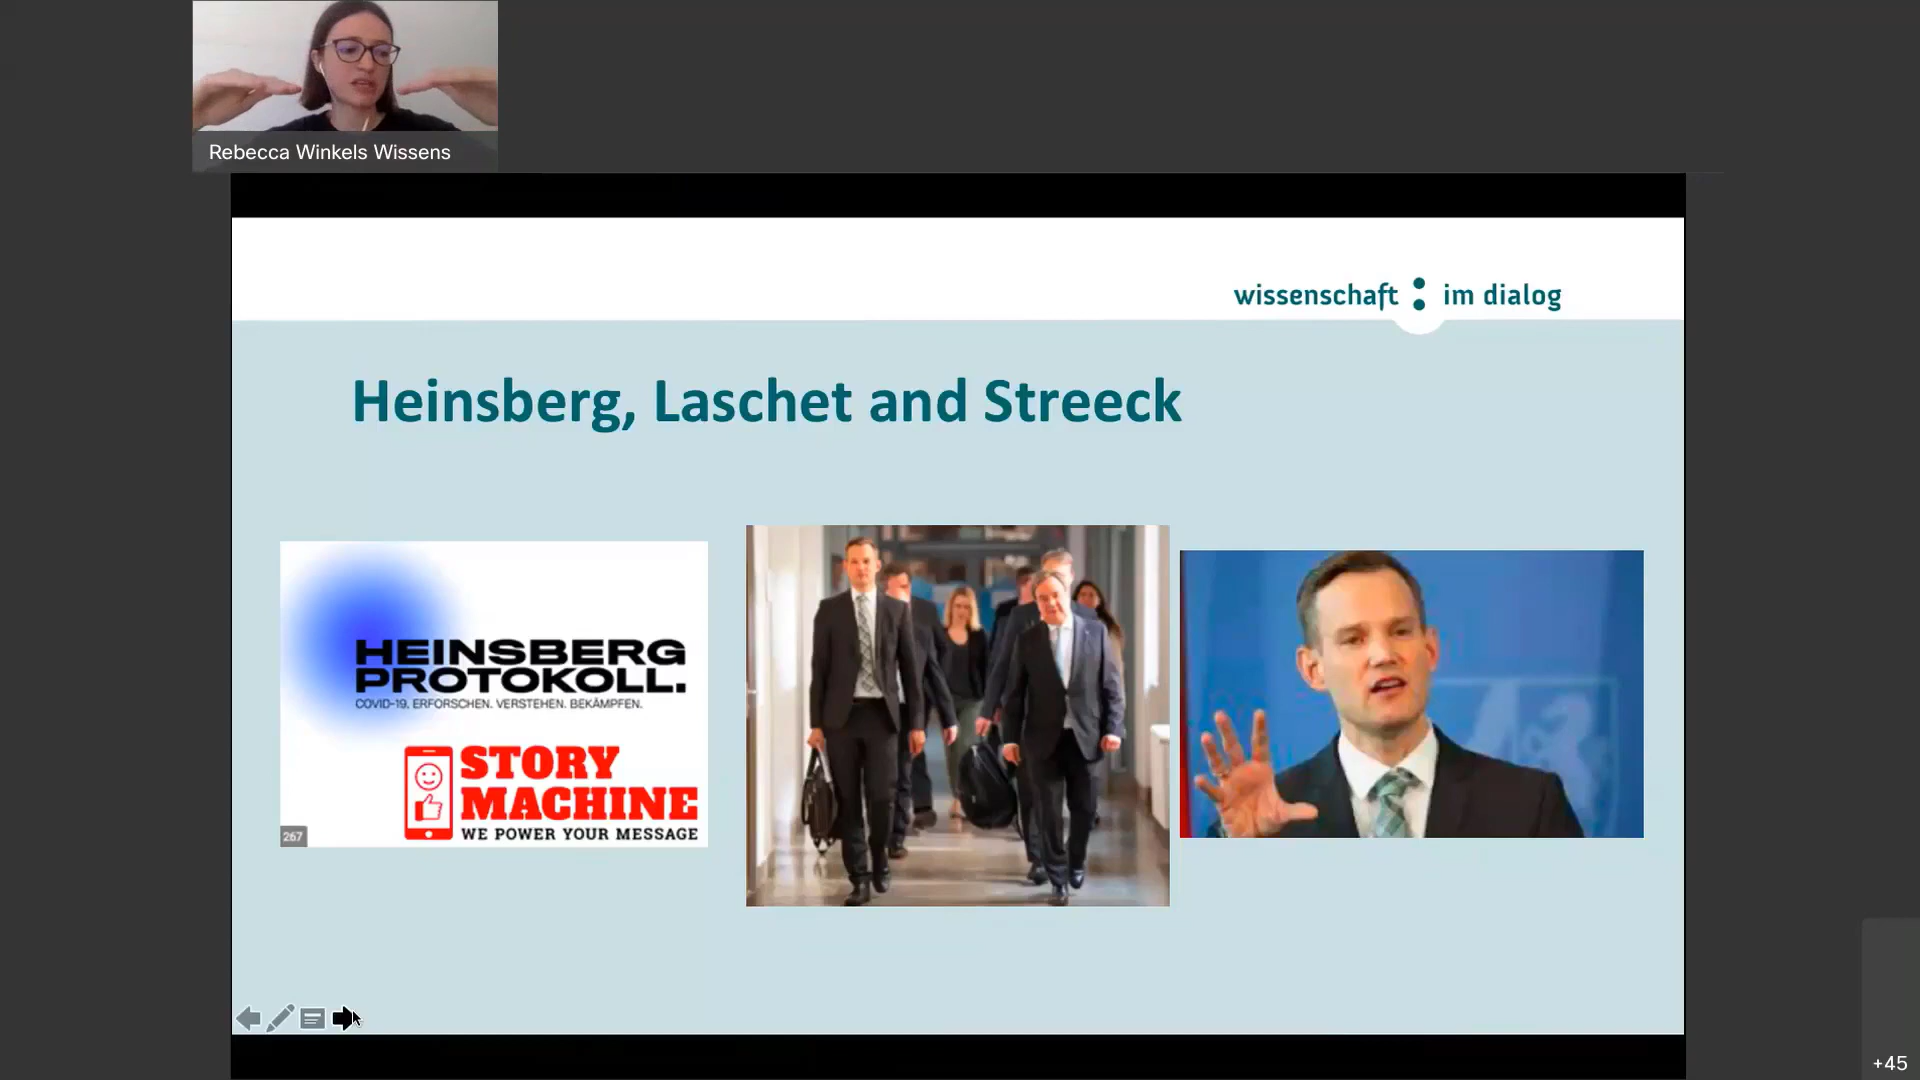 Rebecca Winkels Wissens
wissenschaft : im dialog
Heinsberg, Laschet and Streeck
HEINSBERG
PROTOKOLL.
COVID-19. ERFORSCHEN. VERSTEHEN. BEKÄMPFEN.
STORY
MACHINE
WE POWER YOUR MESSAGE
267
+45